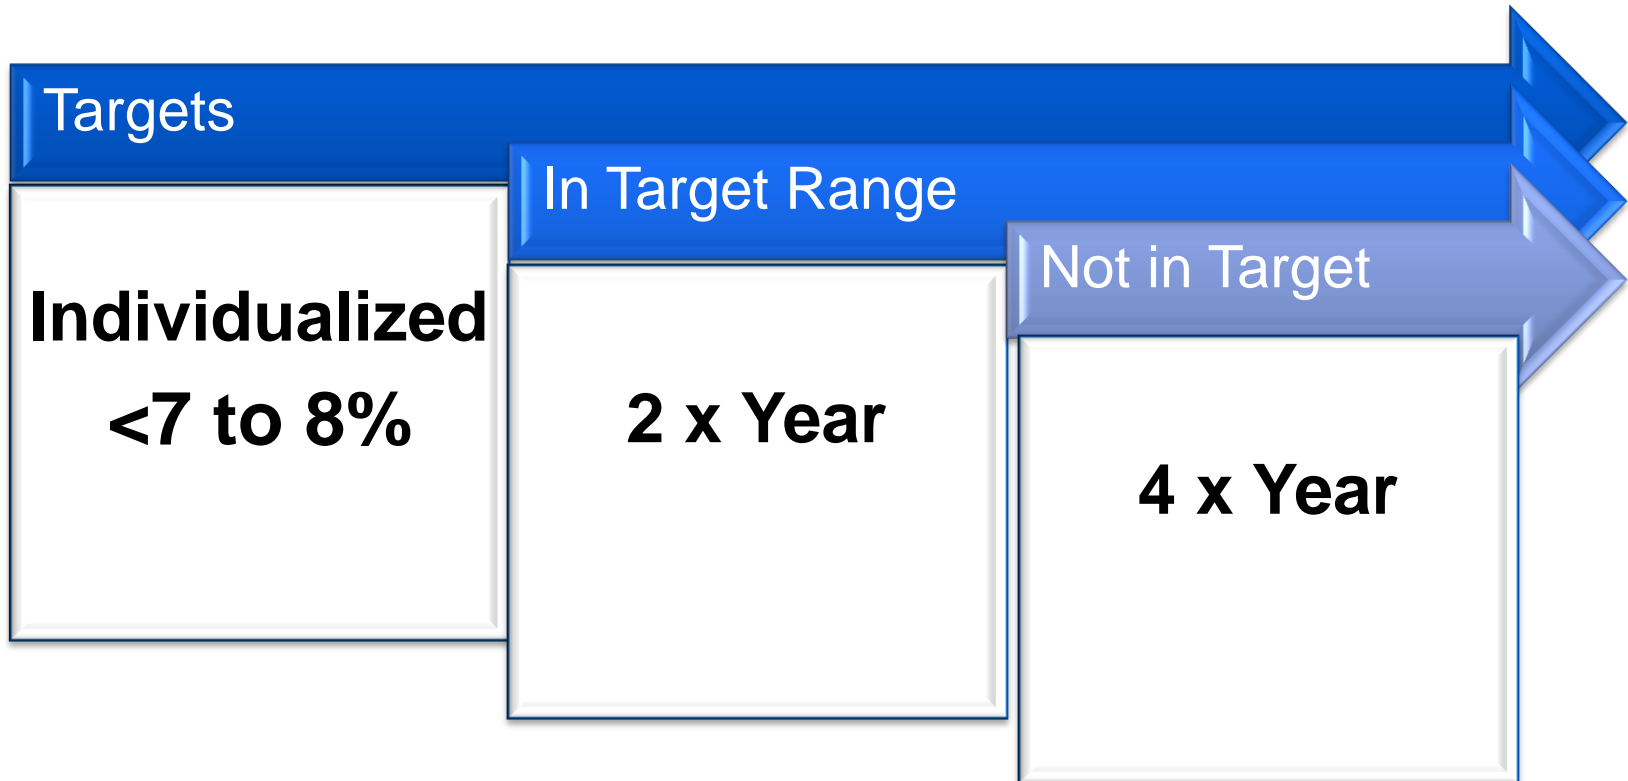 Targets
Individualized
<7 to 8%
In Target Range
2 x Year
Not in Target
4 x Year